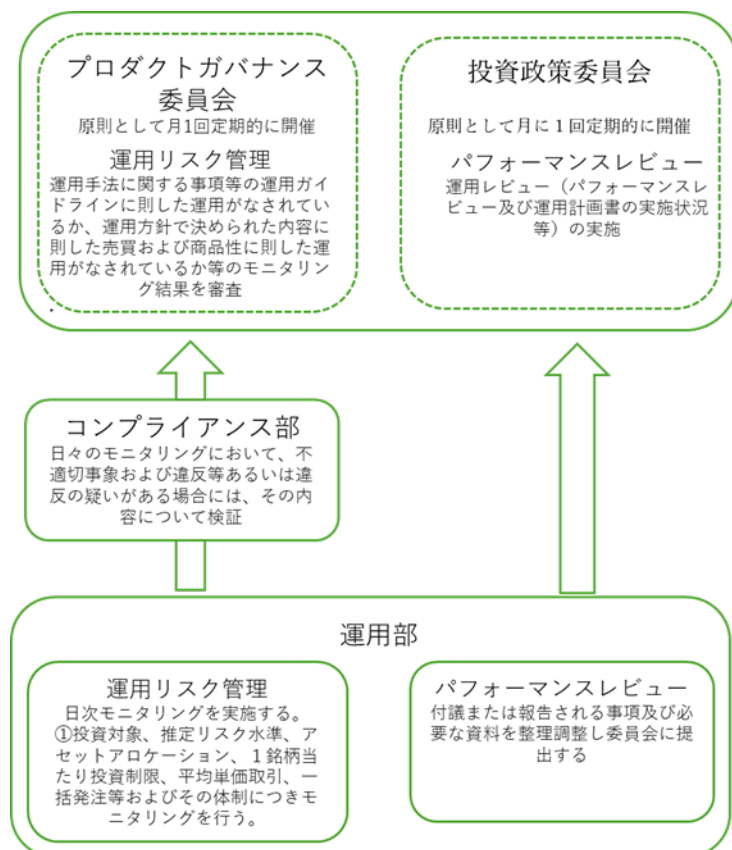 プロダクトガバナンス
委員会
原則として月1回定期的に開催
運用リスク管理
運用手法に関する事項等の運用ガイ
ドラインに則した運用がなされてい
るか、運用方針で決められた内容に
則した売買および商品性に則した運
用がなされているか等のモニタリン
グ結果を審査
.
投資政策委員会
原則として月に１回定期的に開催
パフォーマンスレビュー
運用レビュー（パフォーマンスレ
ビュー及び運用計画書の実施状況
等）の実施
コンプライアンス部
日々のモニタリングにおいて、不
適切事象および違反等あるいは違
反の疑いがある場合には、その内
容について検証
運用部
運用リスク管理
日次モニタリングを実施する。
①投資対象、推定リスク水準、ア
セットアロケーション、１銘柄当
たり投資制限、平均単価取引、一
括発注等およびその体制につきモ
ニタリングを行う。
パフォーマンスレビュー
付議または報告される事項及び必
要な資料を整理調整し委員会に提
出する